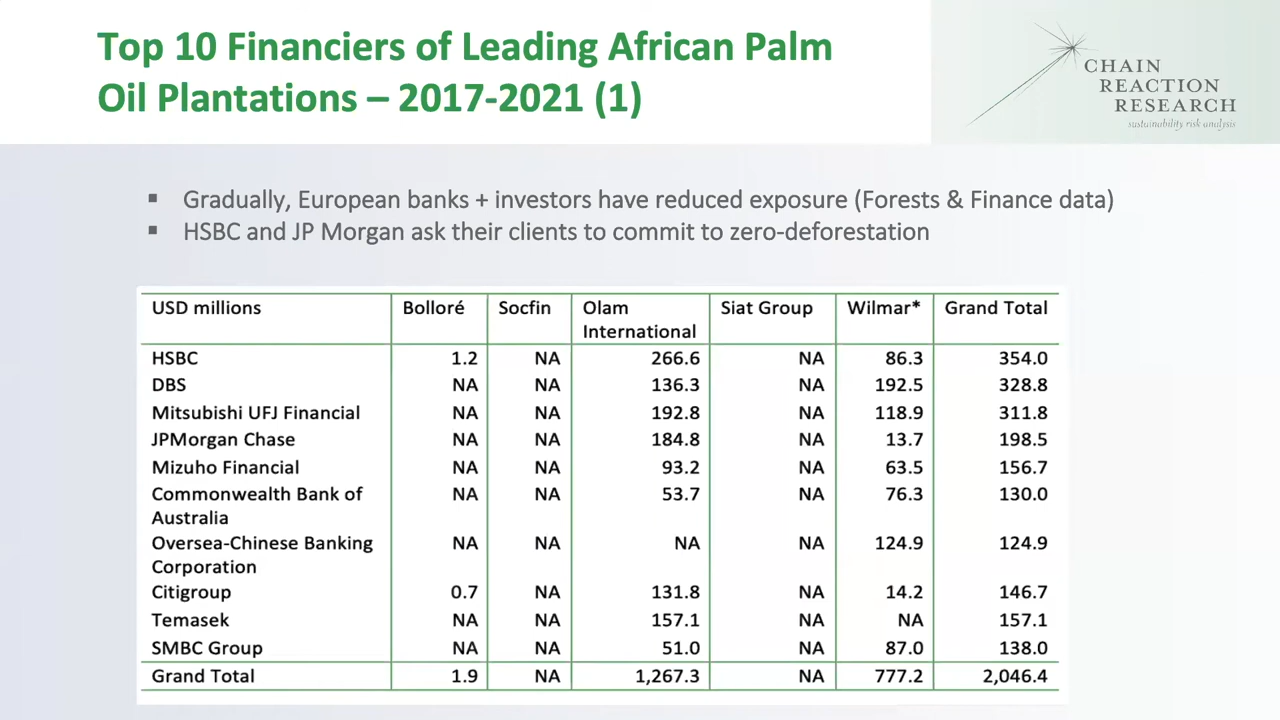 Top 10 Financiers of Leading African Palm
Oil Plantations – 2017-2021 (1)
CHAIN
REACTION
RESEARCH
sustainability risk analysis
▪ Gradually, European banks + investors have reduced exposure (Forests & Finance data)
▪ HSBC and JP Morgan ask their clients to commit to zero-deforestation
USD millions Bolloré Socfin Olam Siat Group Wilmar* Grand Total
International
HSBC 1.2 NA 266.6 NA 86.3 354.0
DBS NA NA 136.3 NA 192.5 328.8
Mitsubishi UFJ Financial NA NA 192.8 NA 118.9 311.8
JPMorgan Chase NA NA 184.8 NA 13.7 198.5
Mizuho Financial NA NA 93.2 NA 63.5 156.7
Commonwealth Bank of NA NA 53.7 NA 76.3 130.0
Australia
Oversea-Chinese Banking NA NA NA NA 124.9 124.9
Corporation
Citigroup 0.7 NA 131.8 NA 14.2 146.7
Temasek NA NA 157.1 NA NA 157.1
SMBC Group NA NA 51.0 NA 87.0 138.0
Grand Total 1.9 NA 1,267.3 NA 777.2 2,046.4